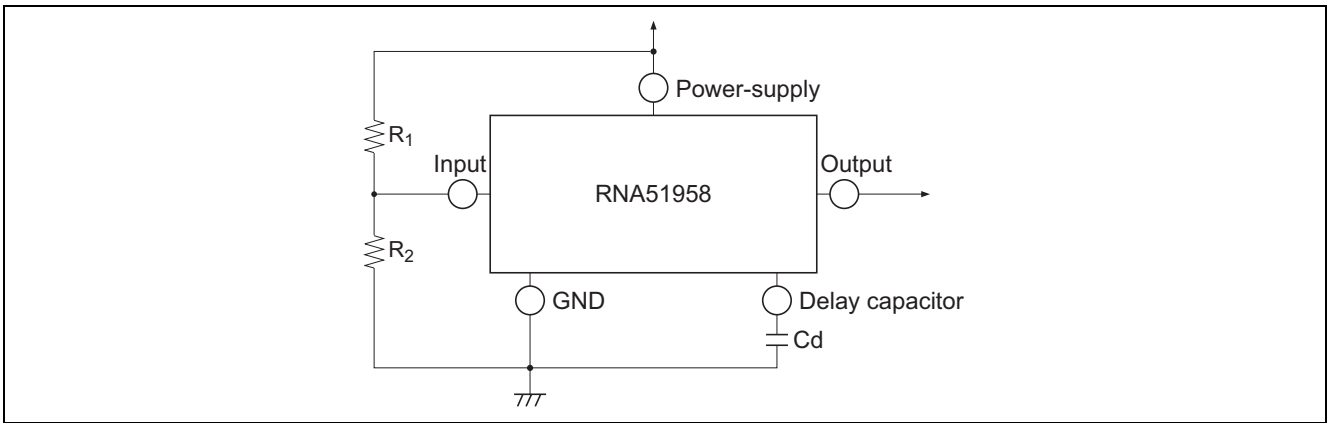 Power-supply
R1
Input
Output
RNA51958
R2
GND
Delay capacitor
Cd